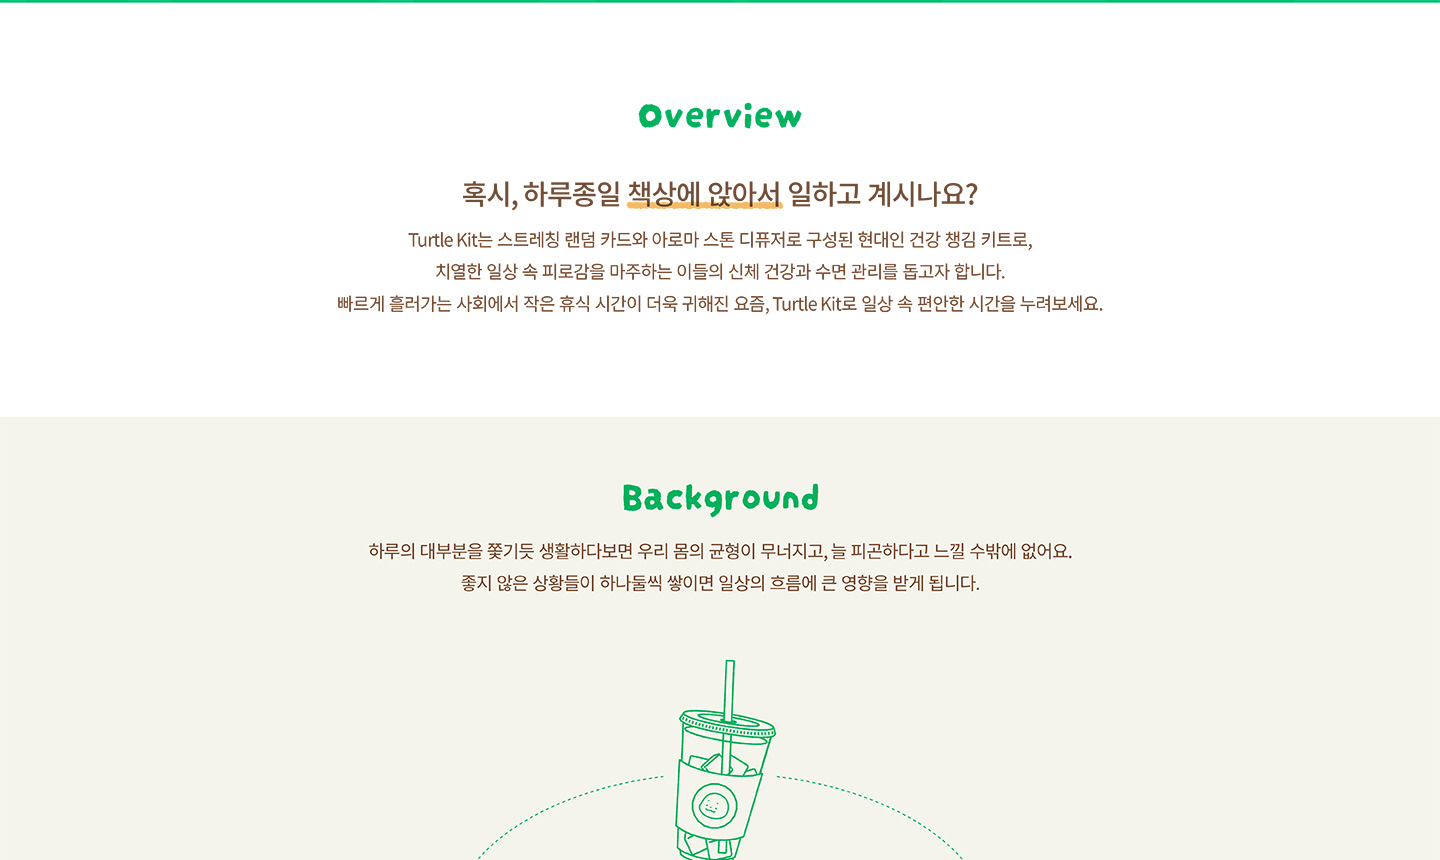 Overview
혹시, 하루종일 책상에 앉아서 일하고 계시나요?
Turtle Kit는 스트레칭 랜덤 카드와 아로마 스톤 디퓨저로 구성된 현대인 건강 챙김 키트로,
치열한 일상 속 피로감을 마주하는 이들의 신체 건강과 수면 관리를 돕고자 합니다.
빠르게 흘러가는 사회에서 작은 휴식 시간이 더욱 귀해진 요즘, Turtle Kit로 일상 속 편안한 시간을 누려보세요.
Background
하루의 대부분을 쫓기듯 생활하다보면 우리 몸의 균형이 무너지고, 늘 피곤하다고 느낄 수밖에 없어요.
좋지 않은 상황들이 하나둘씩 쌓이면 일상의 흐름에 큰 영향을 받게 됩니다.